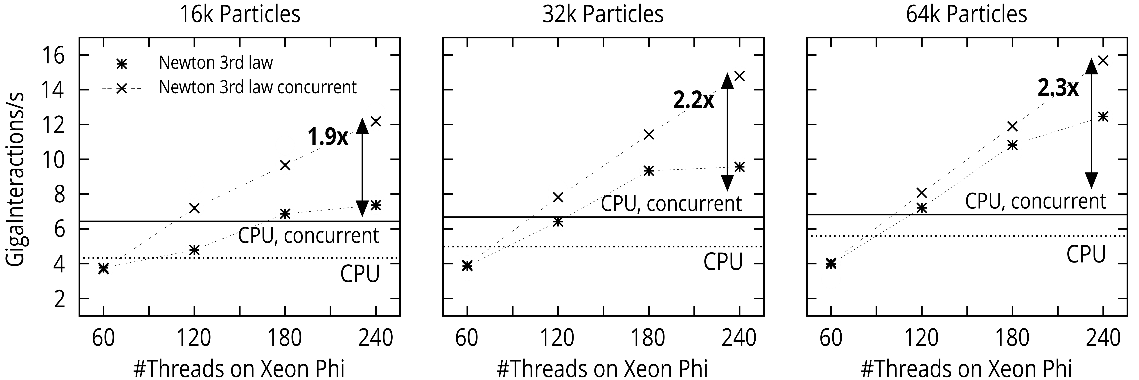 16k Particles
32k Particles
64k Particles
GigaInteractions/s
16
14
12
10
8
6
4
2
Newton 3rd law
Newton 3rd law concurrent
1.9x
CPU, concurrent
CPU
60 120 180 240
#Threads on Xeon Phi
2.2x
CPU, concurrent
CPU
60 120 180 240
#Threads on Xeon Phi
2.3x
CPU, concurrent
CPU
60 120 180 240
#Threads on Xeon Phi